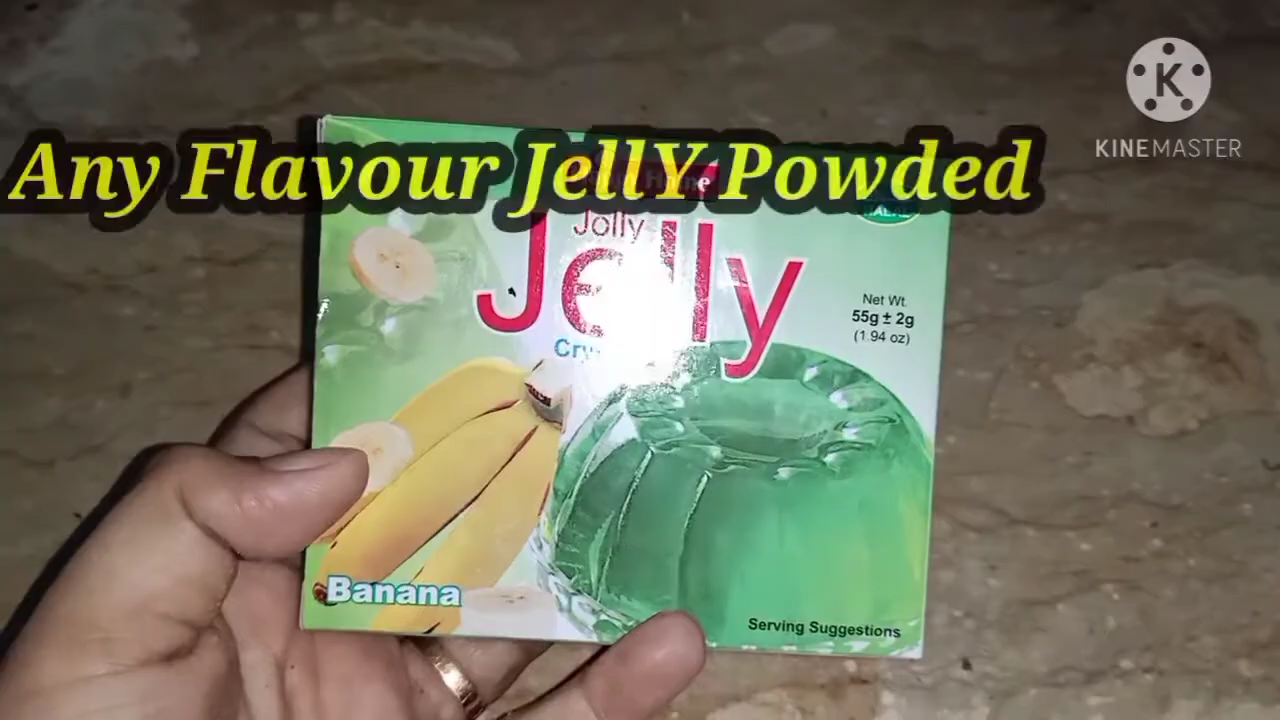 Any Flavour JellY Powded
K
KINEMASTER
Jolly
Jelly
Net Wt.
55g ± 2g
(1.94 oz)
Banana
Serving Suggestions